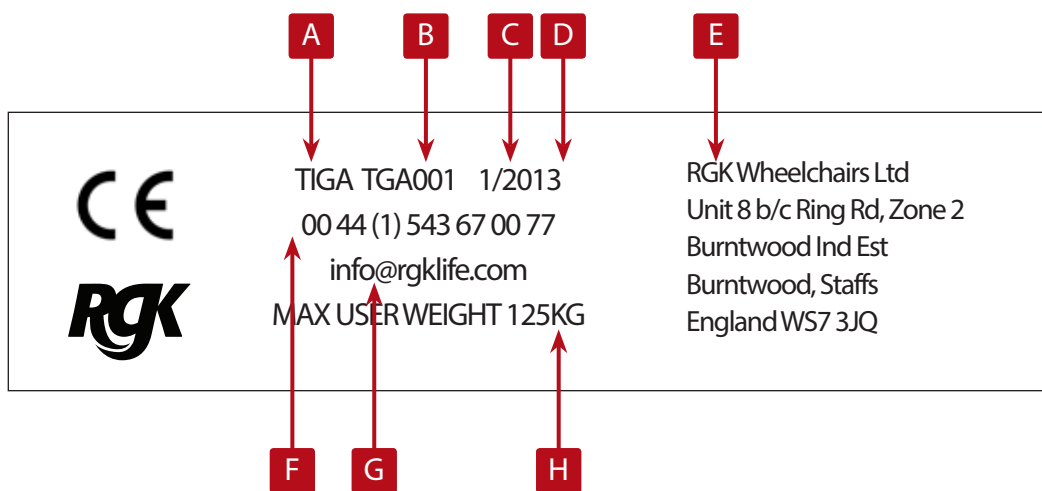 A B C D E
TIGA TGA001 1/2013
00 44 (1) 543 67 00 77
info@rgklife.com
MAX USER WEIGHT 125KG
RGK Wheelchairs Ltd
Unit 8 b/c Ring Rd, Zone 2
Burntwood Ind Est
Burntwood, Staffs
England WS7 3JQ
CE
RGK
F G H